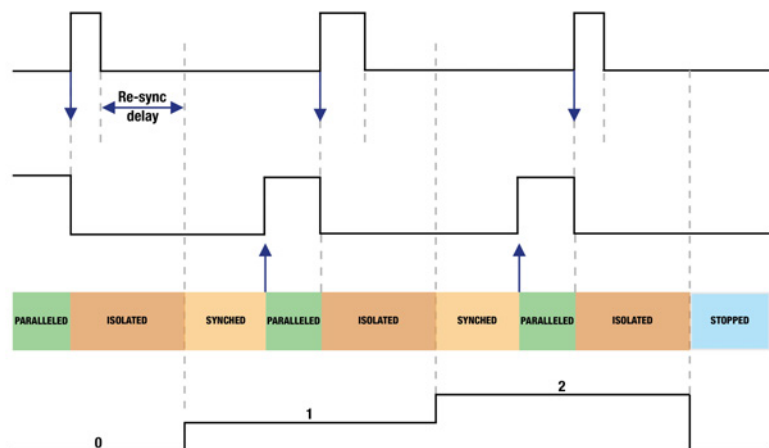 Re-sync
delay
PARALLELED ISOLATED SYNCHED PARALLELED ISOLATED SYNCHED PARALLELED ISOLATED STOPPED
2
1
0